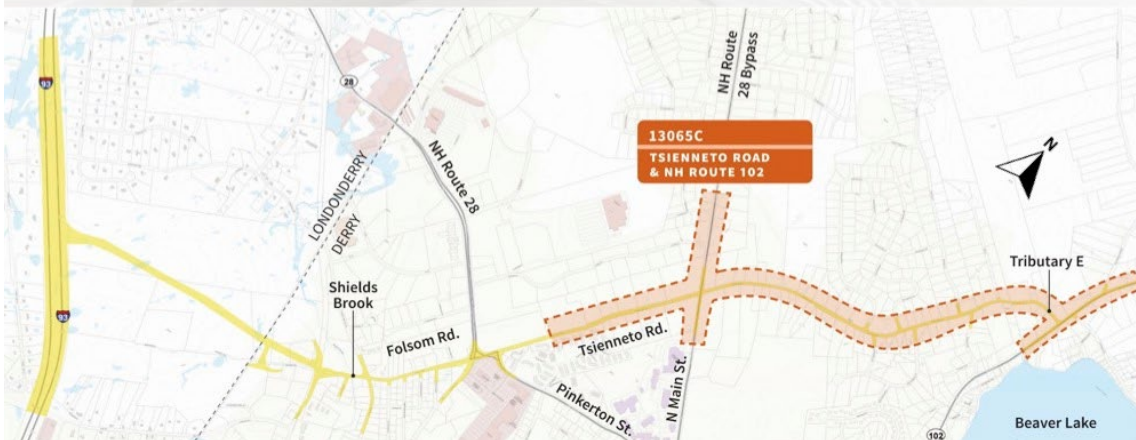 NH Route
28 Bypass
13065C
TSIENNETO ROAD
& NH ROUTE 102
N
93
28
NH Route 28
LONDONDERRY
DERRY
Tributary E
Shields
Brook
93
Folsom Rd.
Tsienneto Rd.
Pinkerton St.
N Main St.
102
Beaver Lake